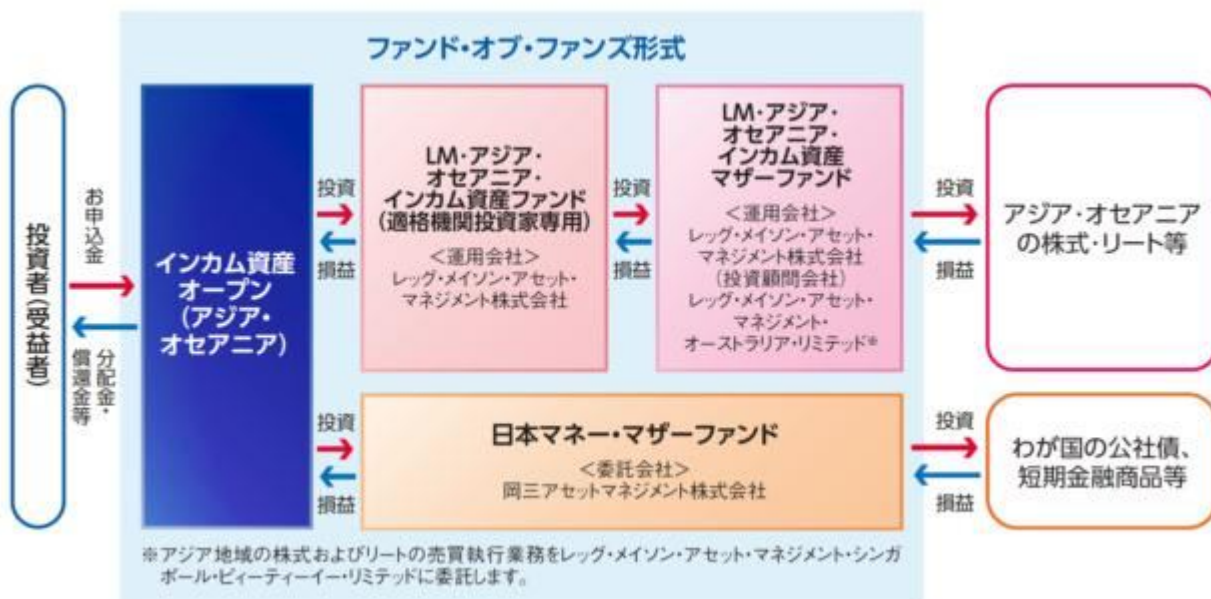 ファンド・オブ・ファンズ形式
投資者(受益者)
お申込金
分配金・
償還金等
インカム資産
オープン
(アジア・
オセアニア)
投資
損益
LM・アジア・
オセアニア・
インカム資産ファンド
(適格機関投資家専用)
<運用会社>
レッグ・メイソン・アセット・
マネジメント株式会社
投資
損益
LM・アジア・
オセアニア・
インカム資産
マザーファンド
<運用会社>
レッグ・メイソン・アセット・
マネジメント株式会社
(投資顧問会社)
レッグ・メイソン・アセット・
マネジメント・
オーストラリア・リミテッド※
投資
損益
アジア・オセアニア
の株式・リート等
投資
損益
日本マネー・マザーファンド
<委託会社>
岡三アセットマネジメント株式会社
投資
損益
わが国の公社債、
短期金融商品等
※アジア地域の株式およびリートの売買執行業務をレッグ・メイソン・アセット・マネジメント・シンガ
ポール・ピィーティーイー・リミテッドに委託します。